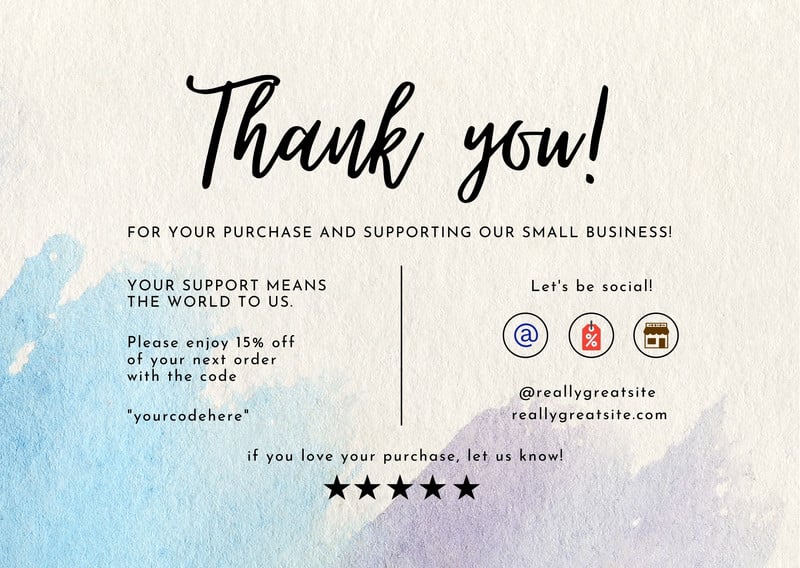 Thank you!
FOR YOUR PURCHASE AND SUPPORTING OUR SMALL BUSINESS!
YOUR SUPPORT MEANS
THE WORLD TO US.
Please enjoy 15% off
of your next order
with the code
"yourcodehere"
Let's be social!
@ %
@reallygreatsite
reallygreatsite.com
if you love your purchase, let us know!
★★★★★